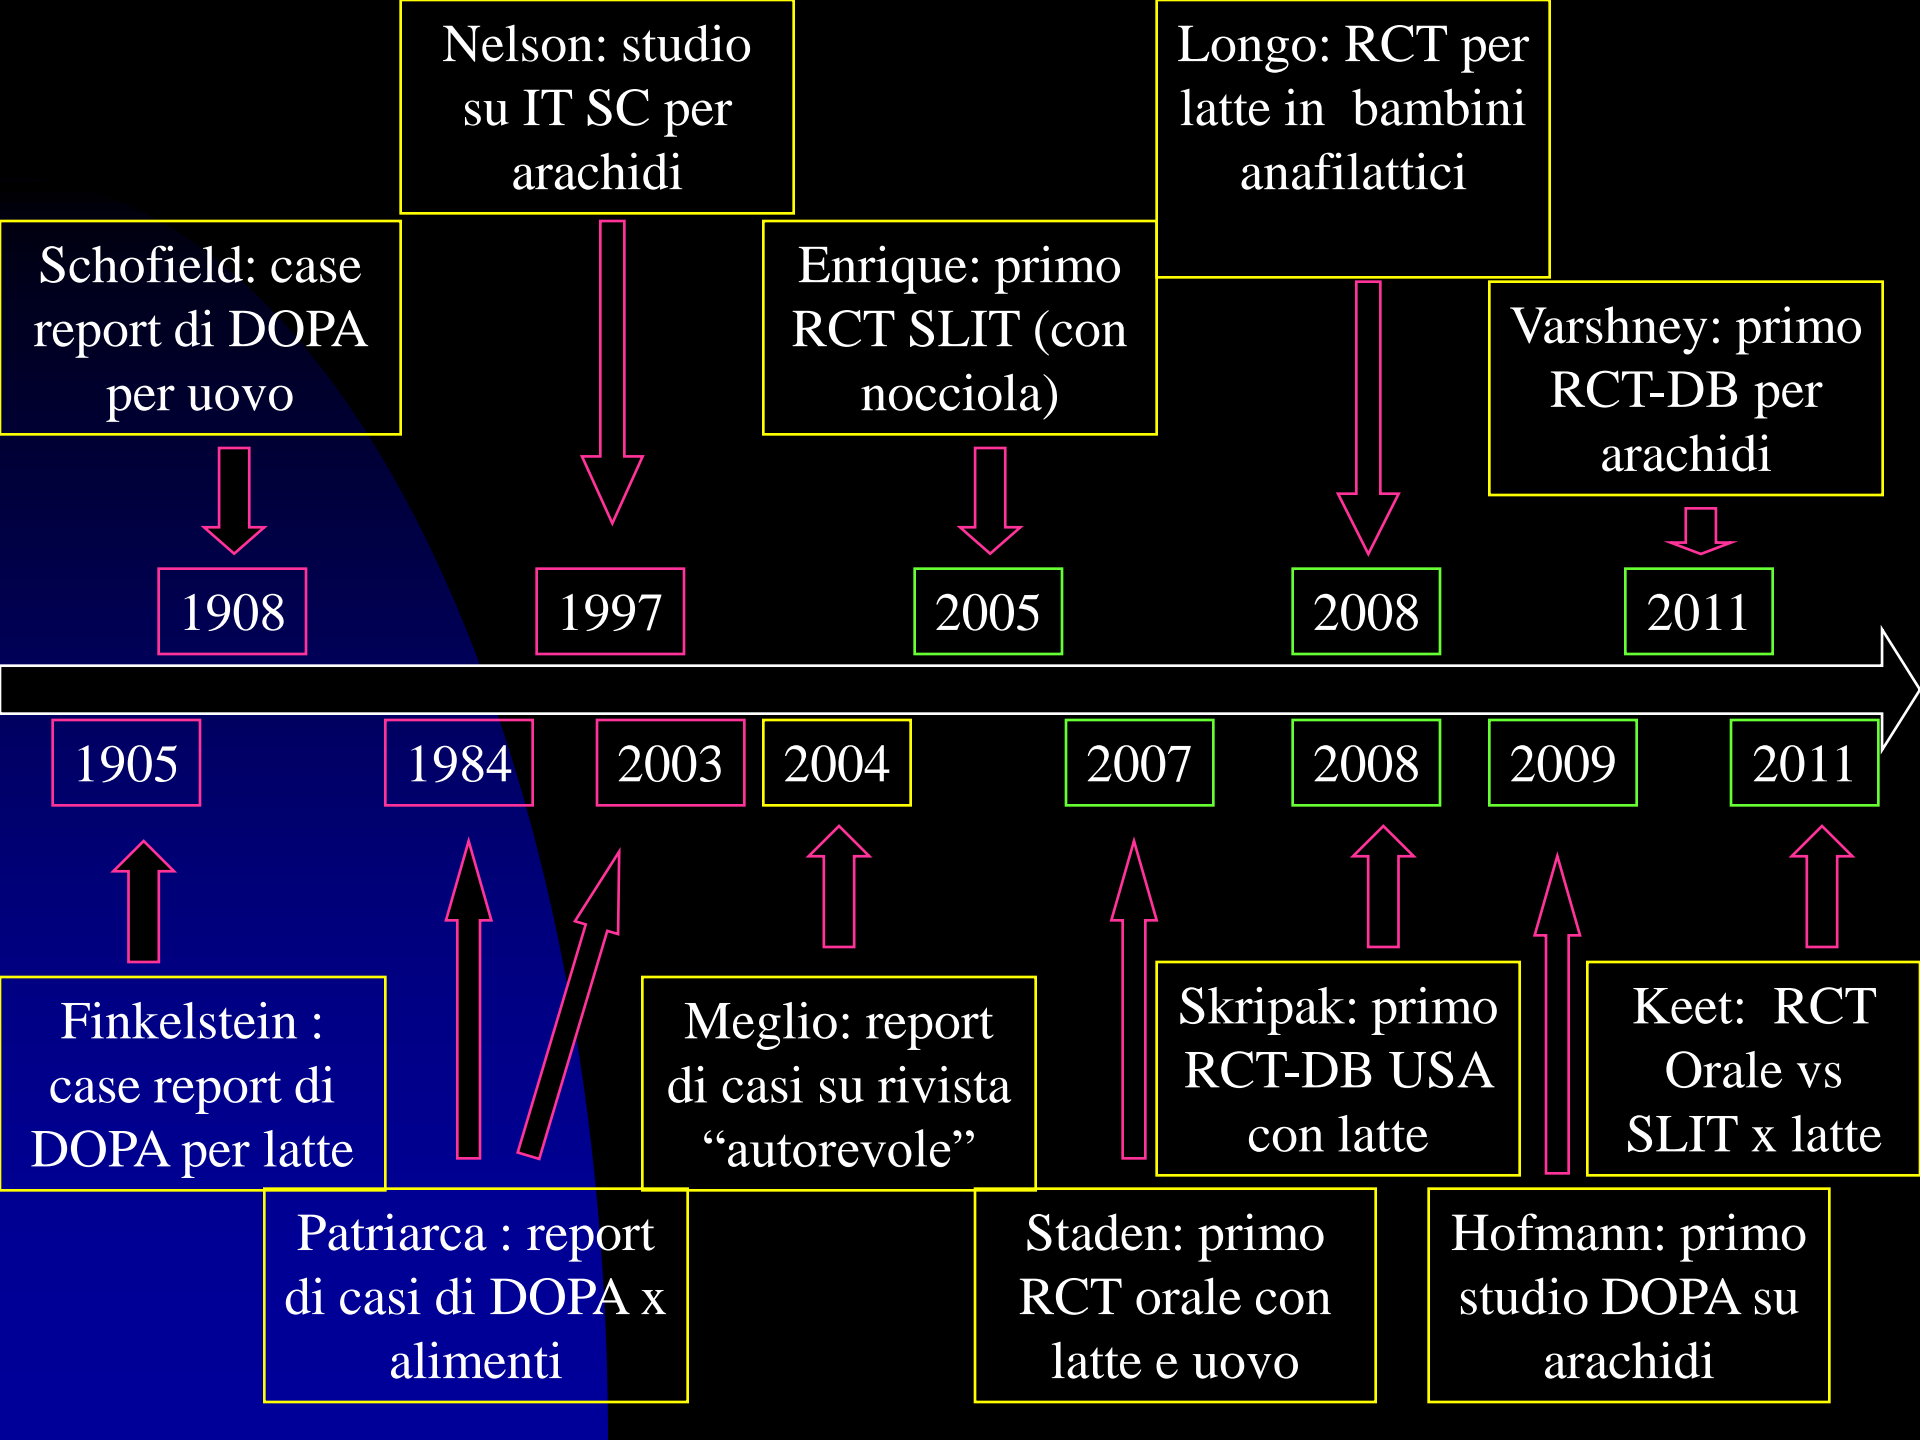 Nelson: studio
su IT SC per
arachidi
Longo: RCT per
latte in  bambini
anafilattici
Schofield: case
report di DOPA
per uovo
Enrique: primo
RCT SLIT (con
nocciola)
Varshney: primo
RCT-DB per
arachidi
1908
1997
2005
2008
2011
1905
1984
2003
2004
2007
2008
2009
2011
Finkelstein :
case report di
DOPA per latte
Meglio: report
di casi su rivista
“autorevole”
Skripak: primo
RCT-DB USA
con latte
Keet:  RCT
Orale vs
SLIT x latte
Patriarca : report
di casi di DOPA x
alimenti
Staden: primo
RCT orale con
latte e uovo
Hofmann: primo
studio DOPA su
arachidi